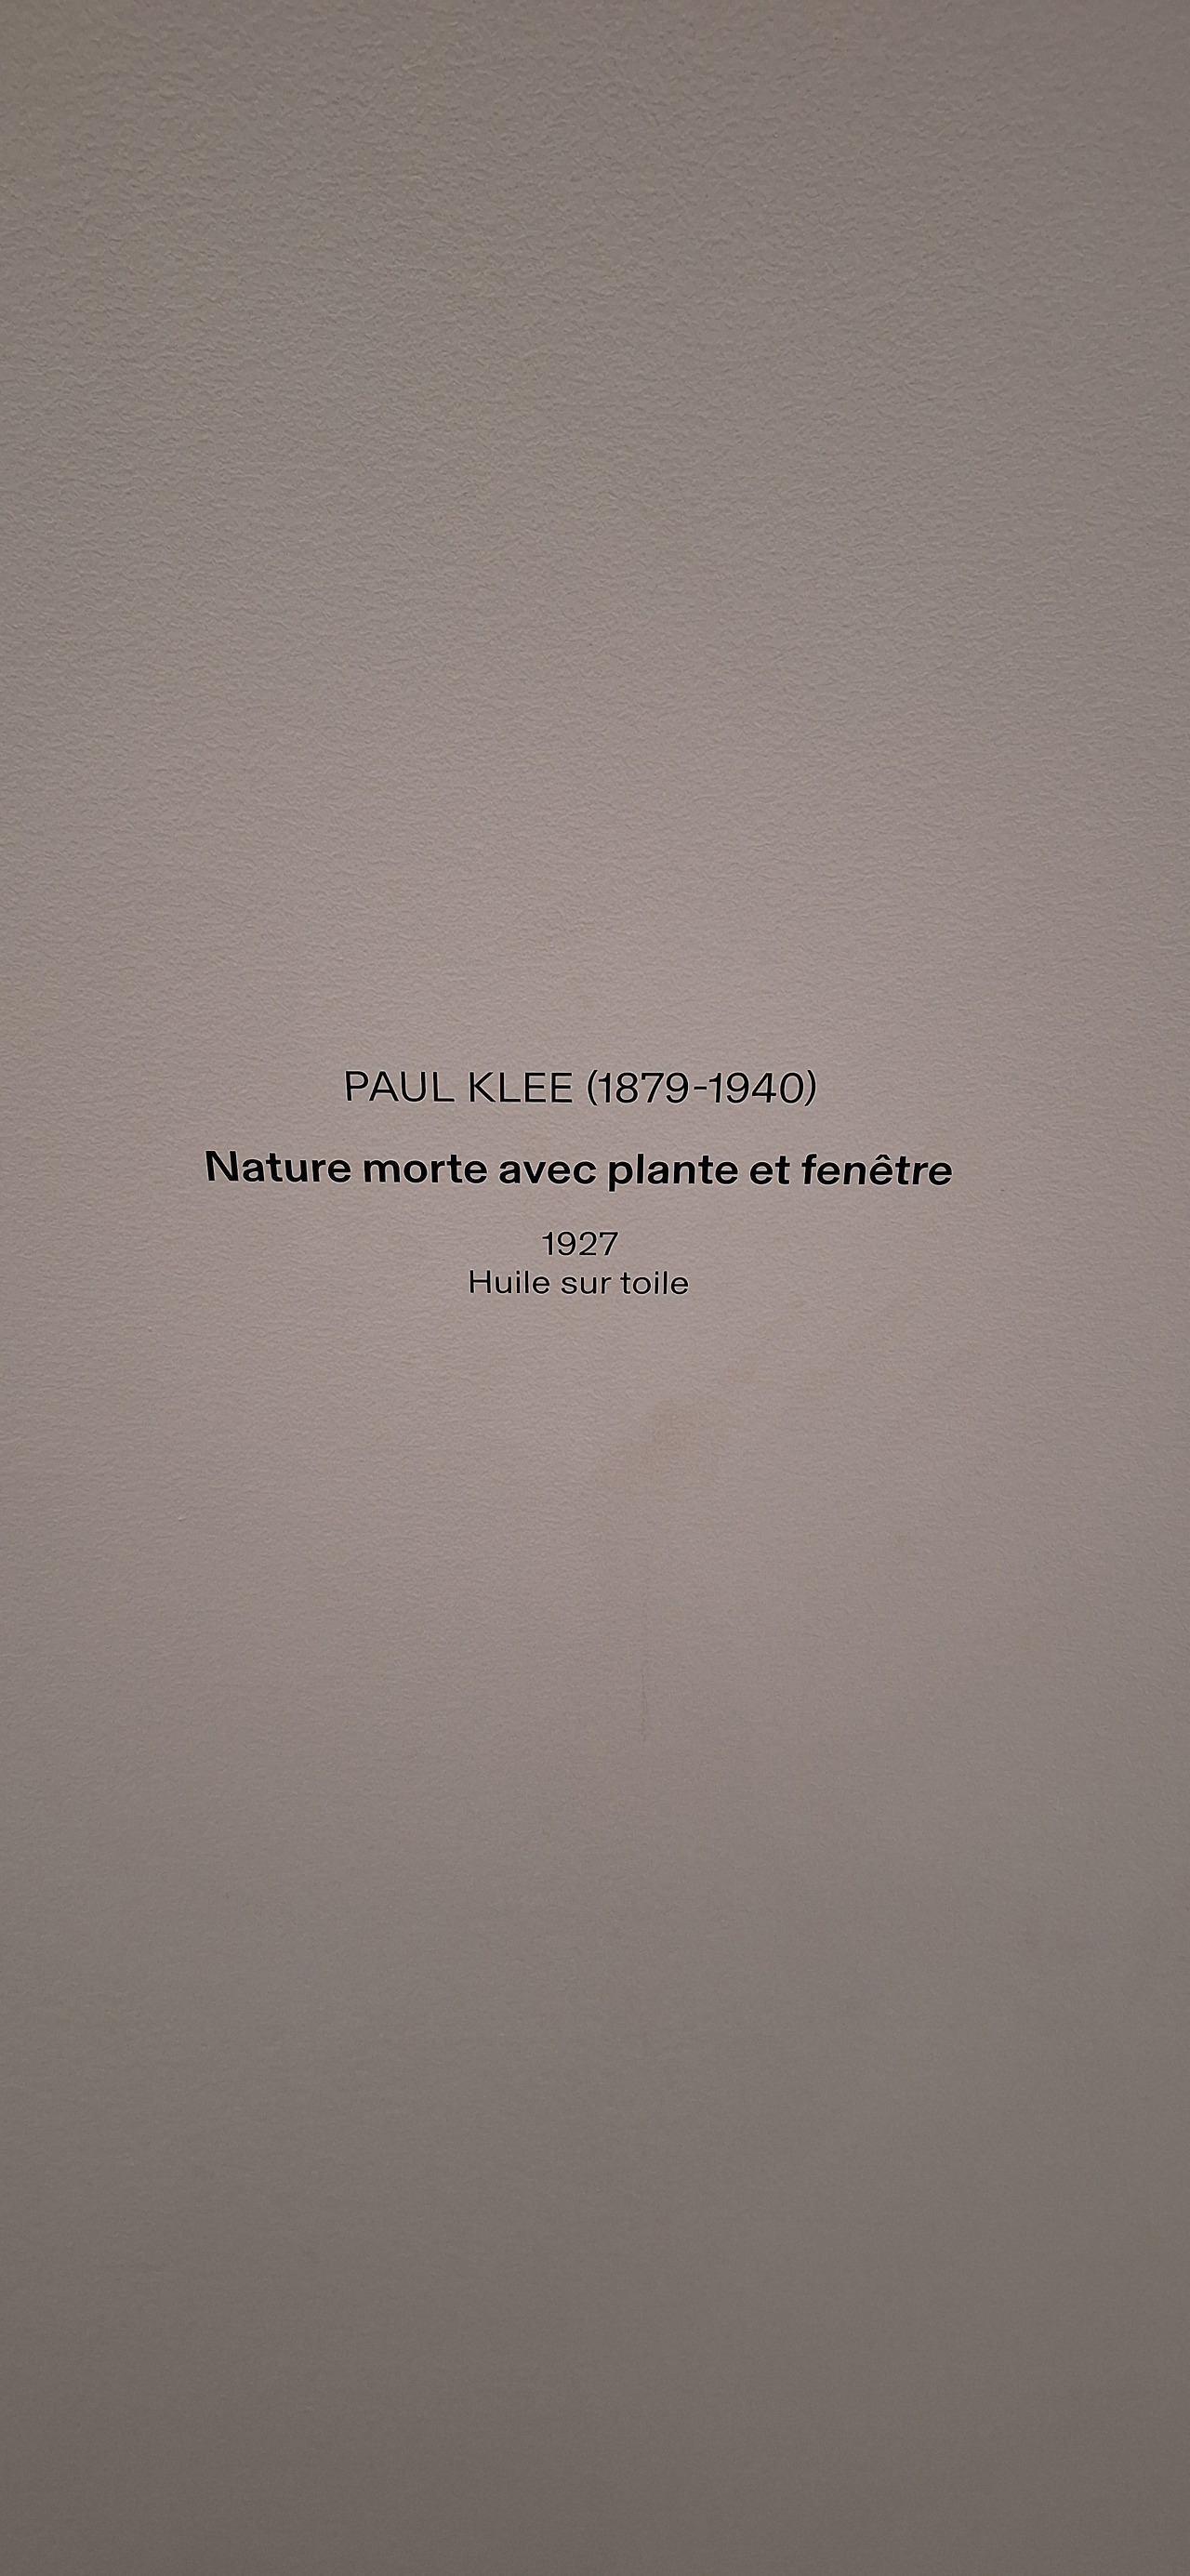 PAUL KLEE (1879-1940)
Nature morte avec plante et fenêtre
1927
Huile sur toile